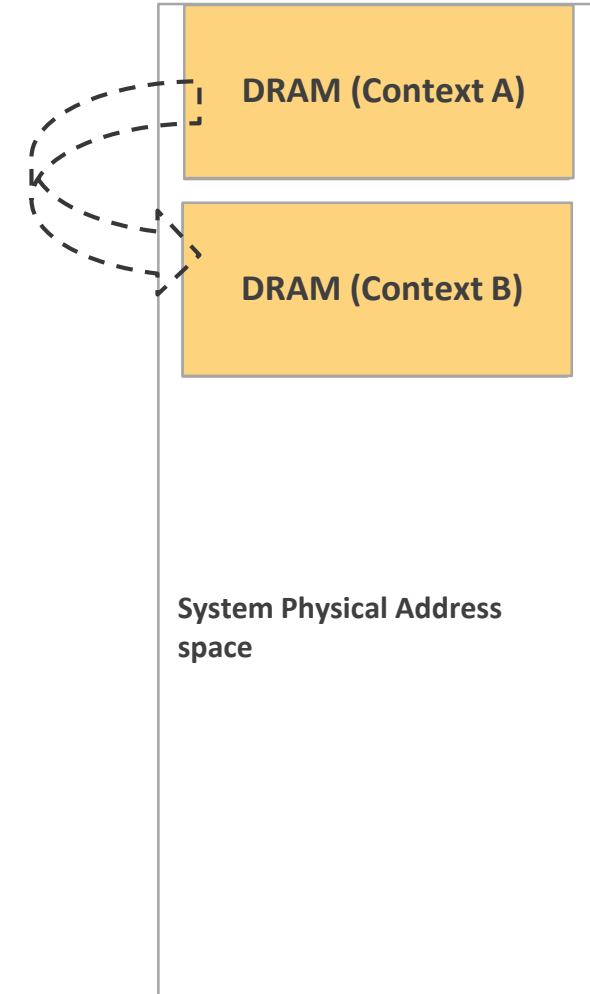 DRAM (Context A)
DRAM (Context B)
System Physical Address
space